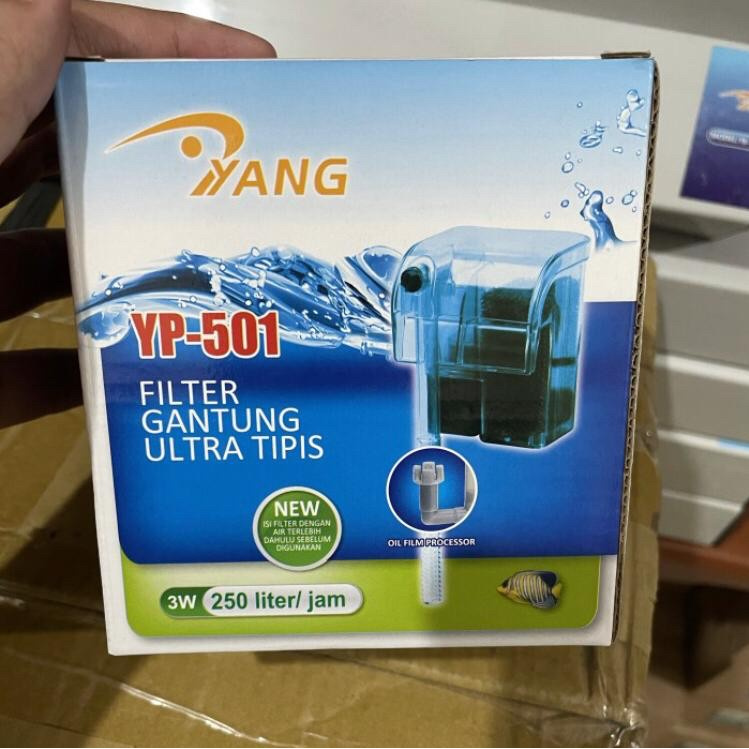 YANG
YP-501
FILTER
GANTUNG
ULTRA TIPIS
NEW
ISI FILTER DENGAN
AIR TERLEBIH
DAHULU SEBELUM
DIGUNAKAN
OIL FILM PROCESSOR
3W 250 liter/ jam